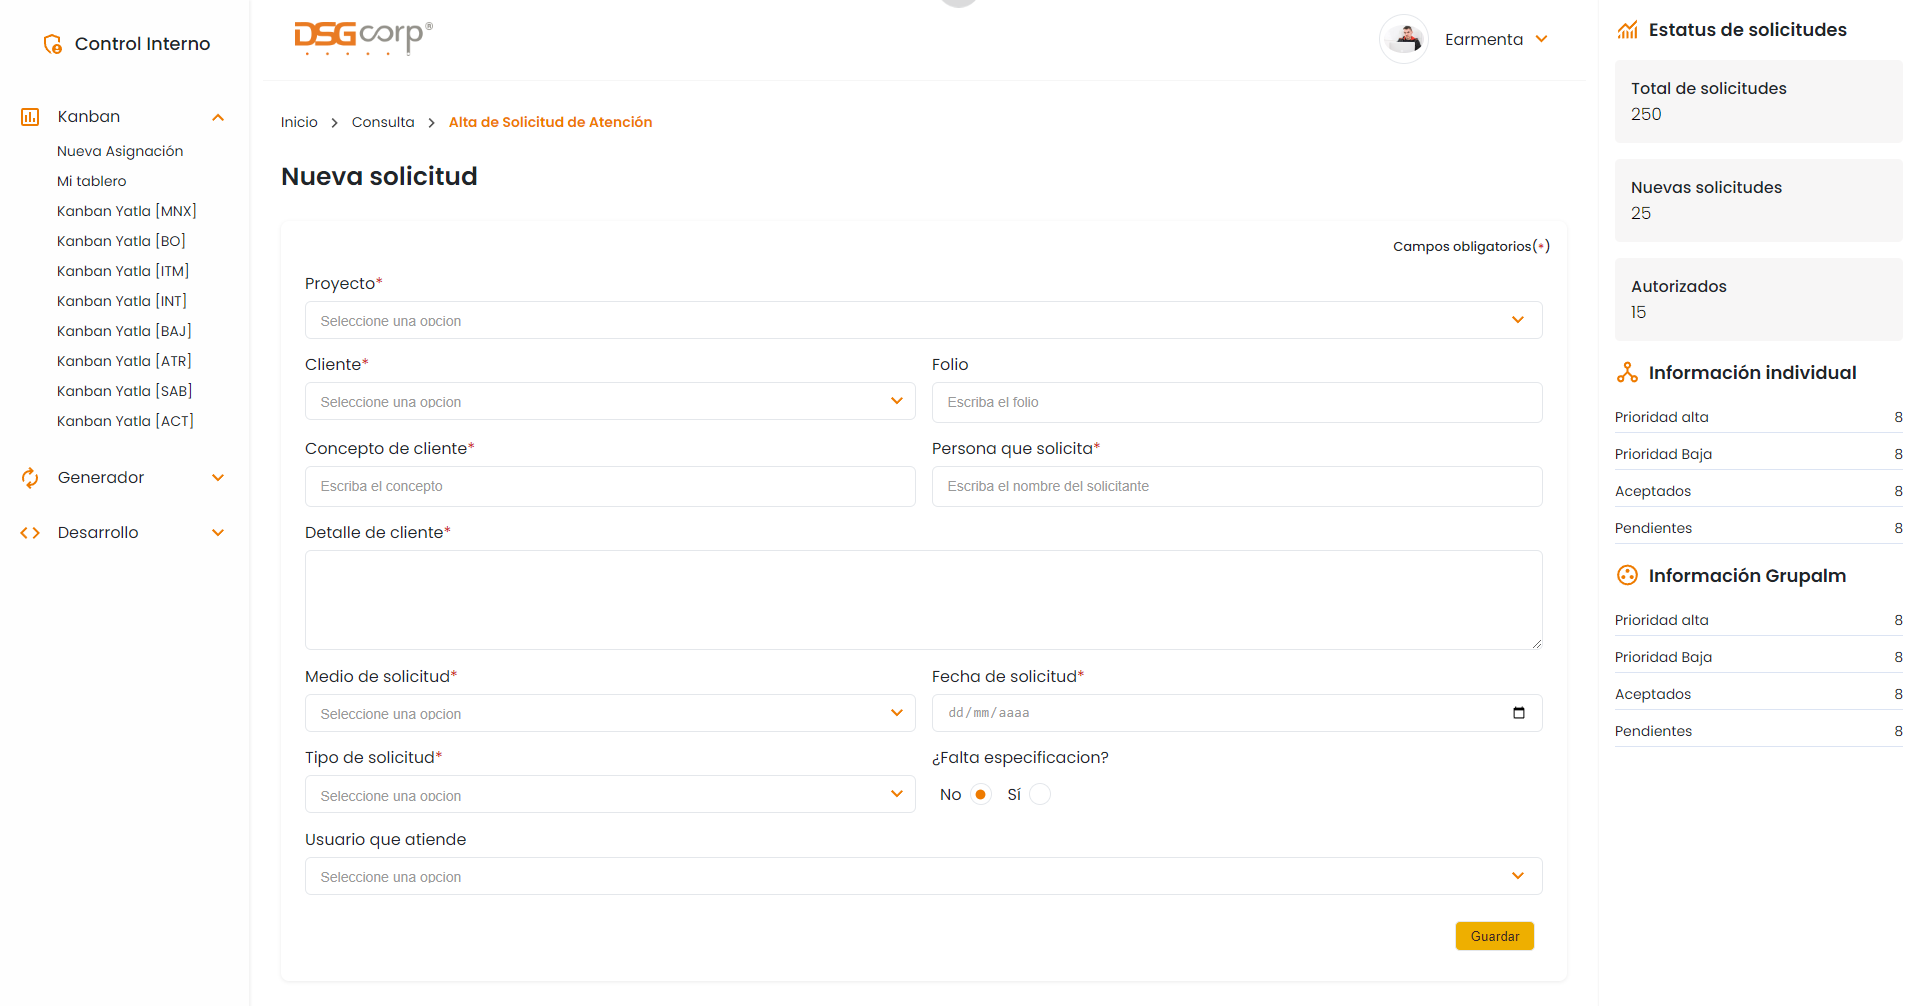 Control Interno
Kanban
Nueva Asignación
Mi tablero
Kanban Yatla [MNX]
Kanban Yatla [BO]
Kanban Yatla [ITM]
Kanban Yatla [INT]
Kanban Yatla [BAJ]
Kanban Yatla [ATR]
Kanban Yatla [SAB]
Kanban Yatla [ACT]
Generador
Desarrollo
DSGcorp®
Earmenta
Inicio > Consulta > Alta de Solicitud de Atención
Nueva solicitud
Campos obligatorios(*)
Proyecto*
Seleccione una opcion
Cliente*
Seleccione una opcion
Folio
Escriba el folio
Concepto de cliente*
Escriba el concepto
Persona que solicita*
Escriba el nombre del solicitante
Detalle de cliente*
Medio de solicitud*
Seleccione una opcion
Fecha de solicitud*
dd/mm/aaaa
Tipo de solicitud*
Seleccione una opcion
¿Falta especificacion?
No Sí
Usuario que atiende
Seleccione una opcion
Guardar
Estatus de solicitudes
Total de solicitudes
250
Nuevas solicitudes
25
Autorizados
15
Información individual
Prioridad alta 8
Prioridad Baja 8
Aceptados 8
Pendientes 8
Información Grupalm
Prioridad alta 8
Prioridad Baja 8
Aceptados 8
Pendientes 8